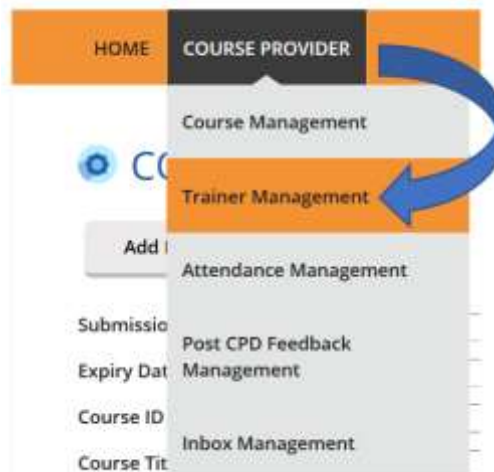 HOME COURSE PROVIDER
Course Management
Trainer Management
Add
Attendance Management
Submissio
Post CPD Feedback
Expiry Dat
Management
Course ID
Inbox Management
Course Tit